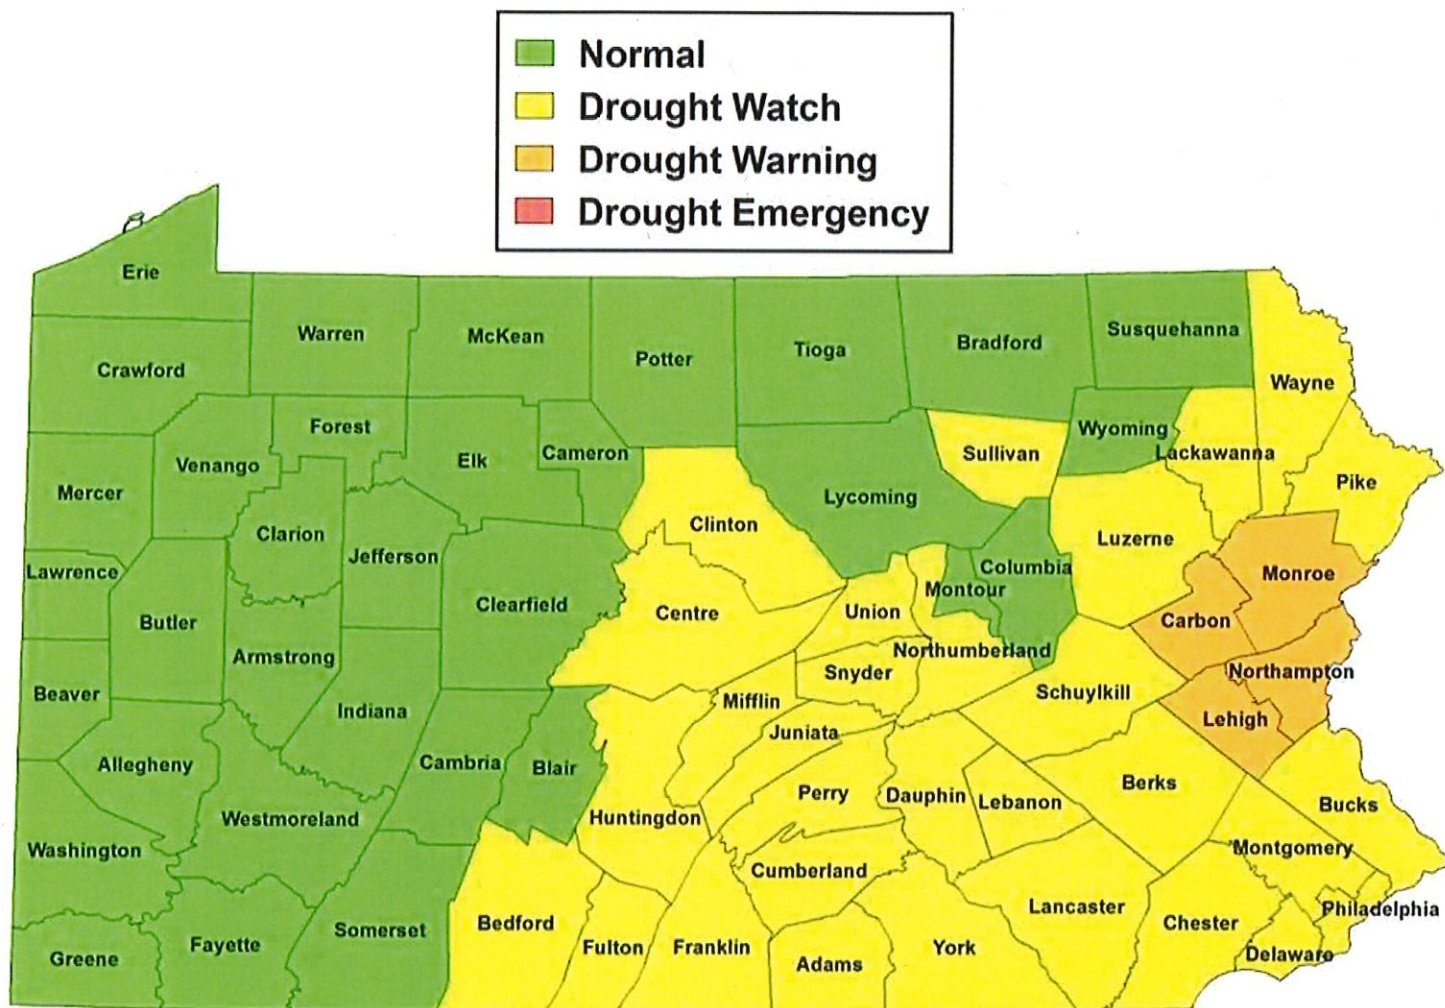 Normal
Drought Watch
Drought Warning
Drought Emergency
Erie
Warren
McKean
Potter
Tioga
Bradford
Susquehanna
Crawford
Wayne
Forest
Wyoming
Venango
Elk
Cameron
Sullivan
Lackawanna
Mercer
Lycoming
Pike
Clarion
Clinton
Jefferson
Luzerne
Lawrence
Columbia
Monroe
Montour
Butler
Clearfield
Centre
Union
Carbon
Armstrong
Northumberland
Beaver
Snyder
Northampton
Indiana
Mifflin
Schuylkill
Juniata
Lehigh
Allegheny
Cambria
Blair
Perry
Dauphin
Lebanon
Berks
Bucks
Westmoreland
Huntingdon
Washington
Cumberland
Montgomery
Bedford
Lancaster
Philadelphia
Somerset
Chester
Greene
Fayette
Fulton
Franklin
Adams
York
Delaware